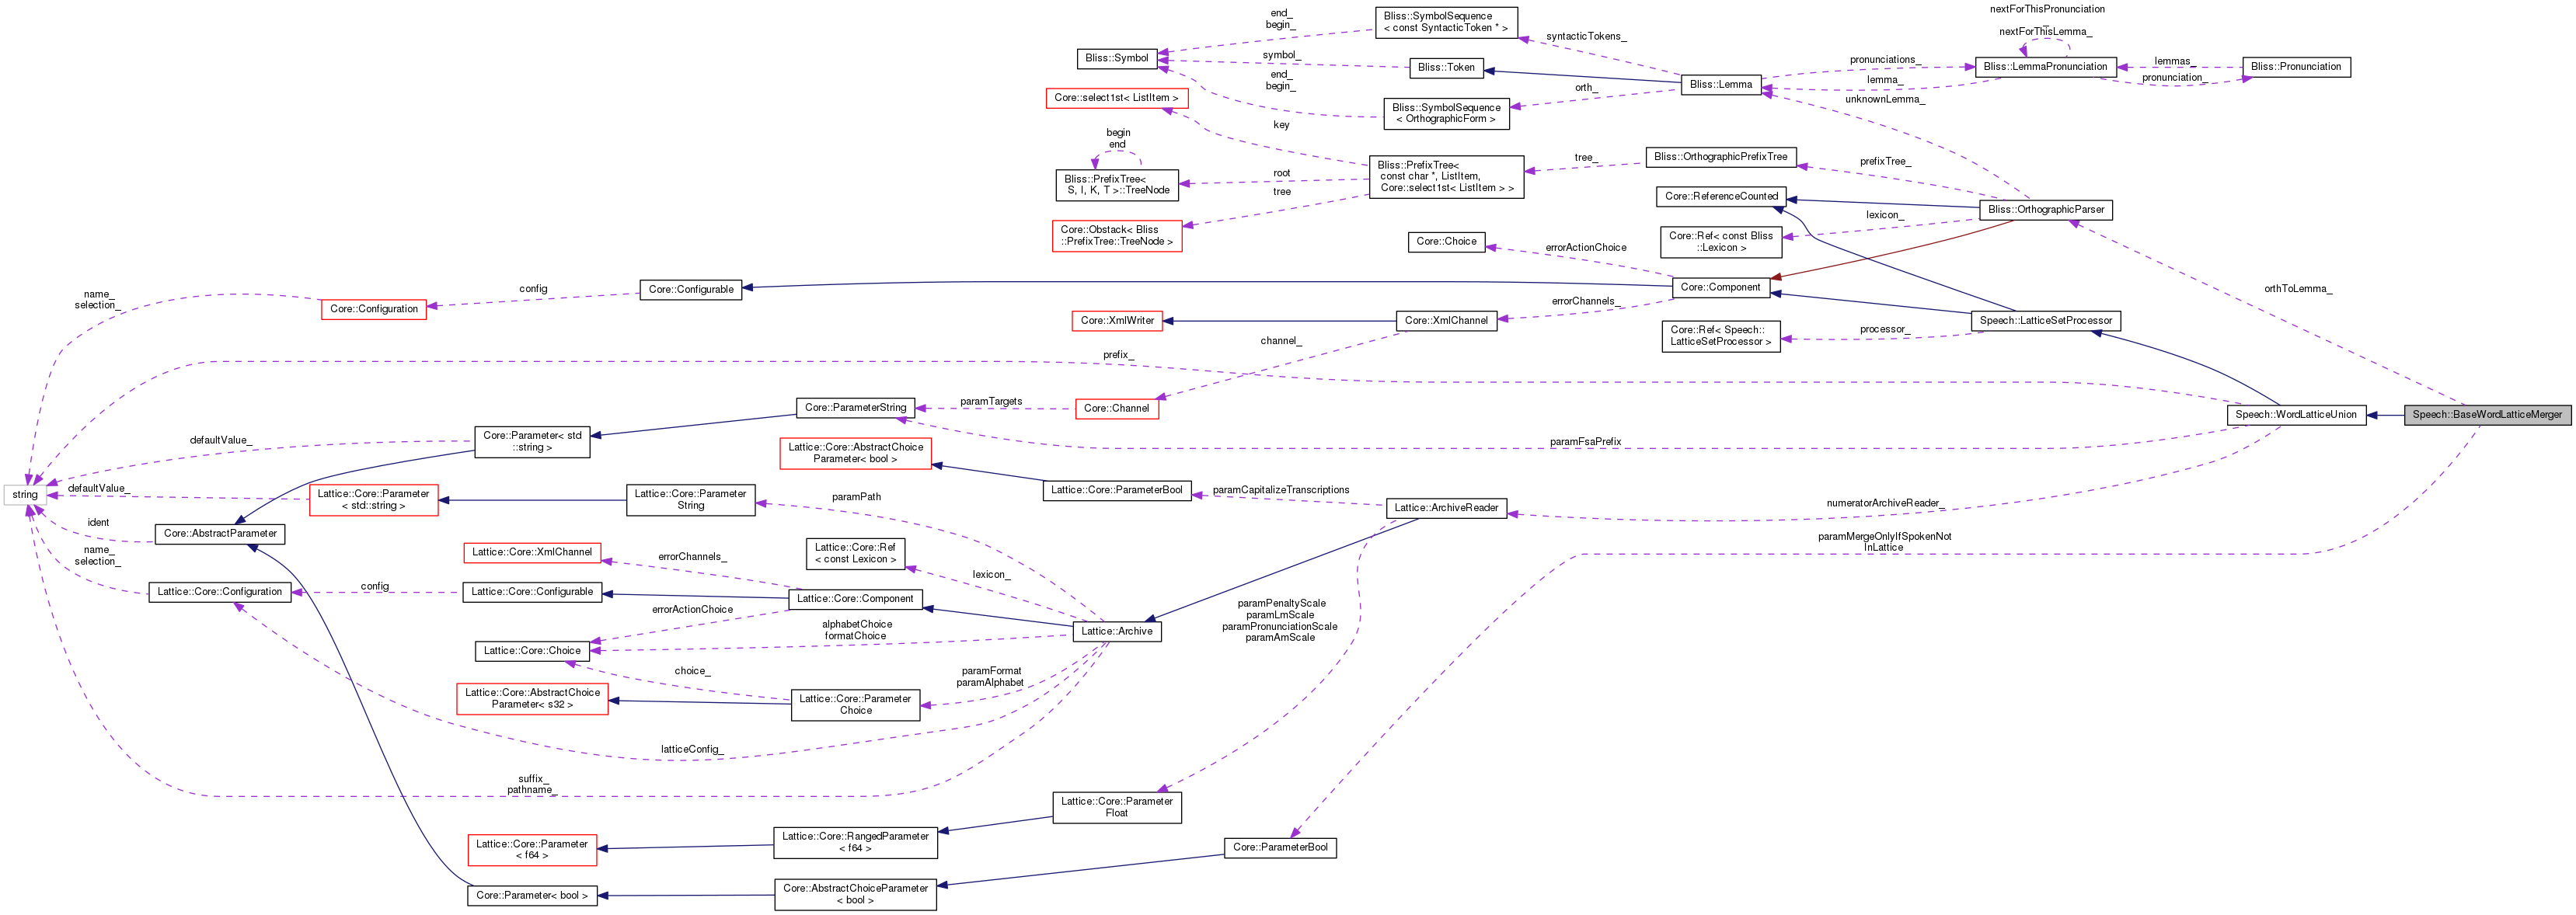 nextForThisPronunciation
_
nextForThisLemma_
end_
begin_
Bliss::SymbolSequence
< const SyntacticToken * >
syntacticTokens_
Bliss::Symbol
symbol_
Bliss::Token
pronunciations_
Bliss::LemmaPronunciation
lemmas_
Bliss::Pronunciation
pronunciation_
lemma_
Bliss::Lemma
end_
begin_
orth_
unknownLemma_
Core::select1st< ListItem >
Bliss::SymbolSequence
< OrthographicForm >
key
begin
end
Bliss::PrefixTree<
S, I, K, T >::TreeNode
root
tree
Bliss::PrefixTree<
const char *, ListItem,
Core::select1st< ListItem > >
tree_
Bliss::OrthographicPrefixTree
prefixTree_
Core::ReferenceCounted
Bliss::OrthographicParser
lexicon_
Core::Obstack< Bliss
::PrefixTree::TreeNode >
Core::Choice
errorActionChoice
Core::Ref< const Bliss
::Lexicon >
name_
selection_
Core::Configuration
config
Core::Configurable
Core::Component
orthToLemma_
errorChannels_
Core::XmlWriter
Core::XmlChannel
Speech::LatticeSetProcessor
Core::Ref< Speech::
LatticeSetProcessor >
processor_
channel_
prefix_
Core::ParameterString
paramTargets
Core::Channel
Speech::WordLatticeUnion
Speech::BaseWordLatticeMerger
paramFsaPrefix
defaultValue_
Core::Parameter< std
::string >
Lattice::Core::AbstractChoice
Parameter< bool >
string
defaultValue_
Lattice::Core::Parameter
< std::string >
Lattice::Core::Parameter
String
paramPath
Lattice::Core::ParameterBool
paramCapitalizeTranscriptions
Lattice::ArchiveReader
numeratorArchiveReader_
ident
Core::AbstractParameter
paramMergeOnlyIfSpokenNot
InLattice
name_
selection_
Lattice::Core::XmlChannel
errorChannels_
Lattice::Core::Ref
< const Lexicon >
lexicon_
Lattice::Core::Configuration
config
Lattice::Core::Configurable
Lattice::Core::Component
errorActionChoice
alphabetChoice
formatChoice
Lattice::Archive
paramPenaltyScale
paramLmScale
paramPronunciationScale
paramAmScale
Lattice::Core::Choice
choice_
paramFormat
paramAlphabet
Lattice::Core::AbstractChoice
Parameter< s32 >
Lattice::Core::Parameter
Choice
latticeConfig_
suffix_
pathname_
Lattice::Core::Parameter
Float
Lattice::Core::Parameter
< f64 >
Lattice::Core::RangedParameter
< f64 >
Core::ParameterBool
Core::Parameter< bool >
Core::AbstractChoiceParameter
< bool >